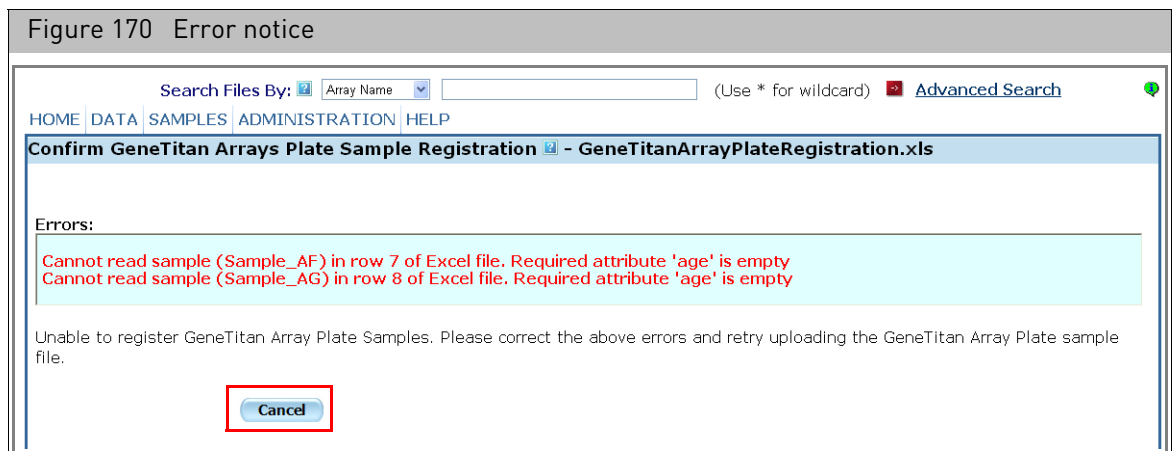 Figure 170 Error notice
Search Files By: Array Name (Use * for wildcard) Advanced Search
HOME DATA SAMPLES ADMINISTRATION HELP
Confirm GeneTitan Arrays Plate Sample Registration - GeneTitanArrayPlateRegistration.xls
Errors:
Cannot read sample (Sample_AF) in row 7 of Excel file. Required attribute 'age' is empty
Cannot read sample (Sample_AG) in row 8 of Excel file. Required attribute 'age' is empty
Unable to register GeneTitan Array Plate Samples. Please correct the above errors and retry uploading the GeneTitan Array Plate sample
file.
Cancel